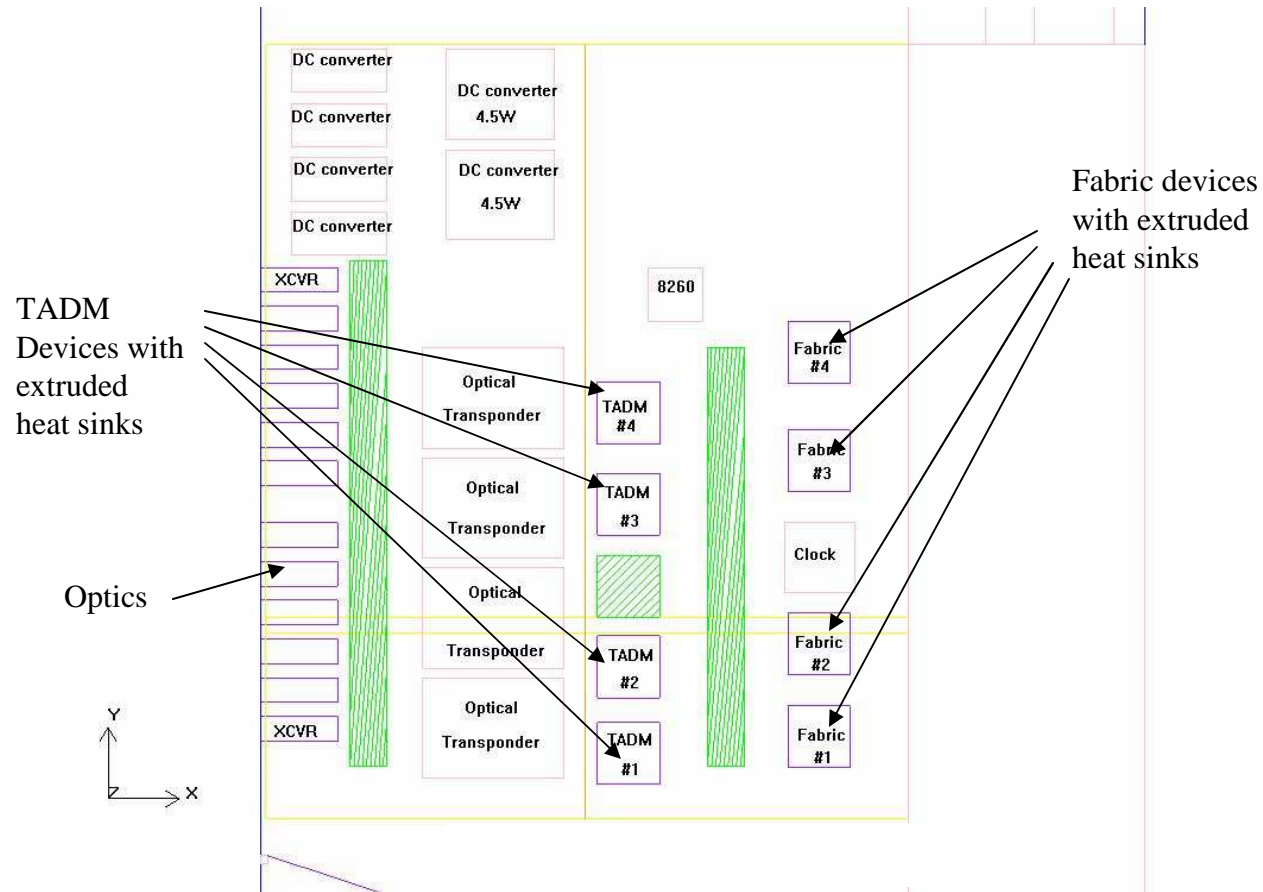 DC converter
DC converter
DC converter
DC converter
DC converter
4.5W
DC converter
4.5W
XCVR
8260
Fabric devices
with extruded
heat sinks
TADM
Devices with
extruded
heat sinks
Optics
Optical
Transponder
Optical
Transponder
Optical
Transponder
Optical
Transponder
TADM
#4
TADM
#3
TADM
#2
TADM
#1
Fabric
#4
Fabric
#3
Clock
Fabric
#2
Fabric
#1
XCVR
Y
Z
X